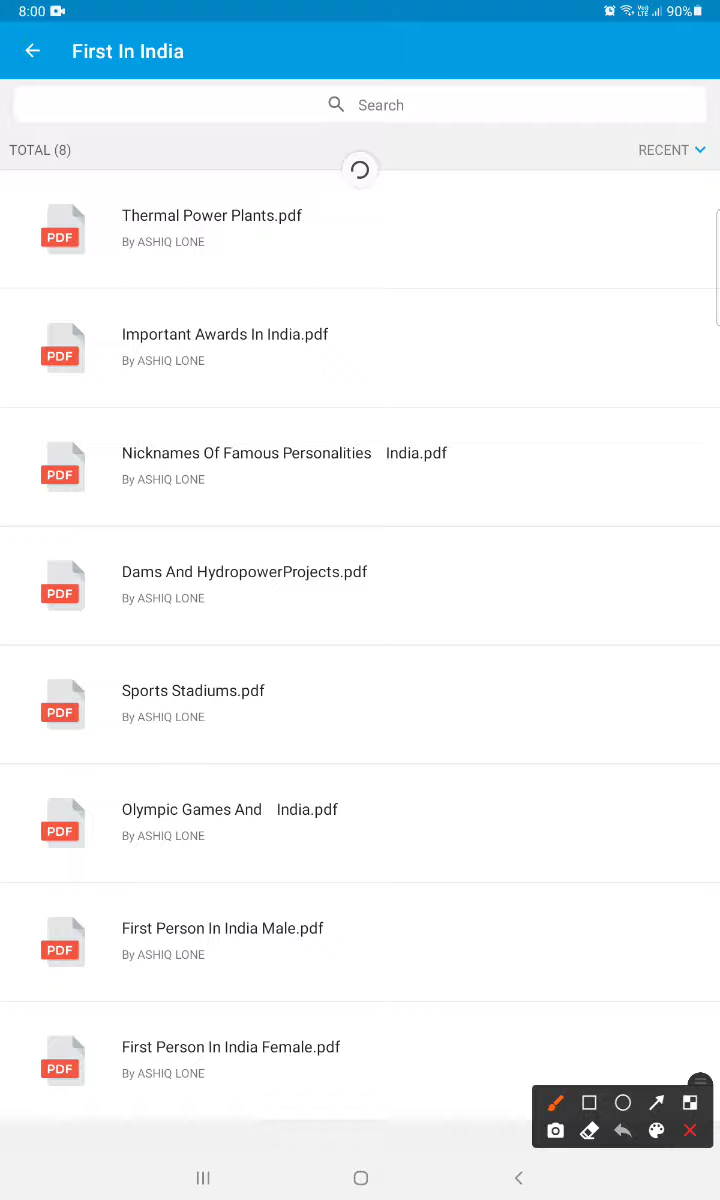 8:00 90%
First In India
Search
TOTAL (8) RECENT
Thermal Power Plants.pdf
PDF
By ASHIQ LONE
Important Awards In India.pdf
PDF
By ASHIQ LONE
Nicknames Of Famous Personalities India.pdf
PDF
By ASHIQ LONE
Dams And HydropowerProjects.pdf
PDF
By ASHIQ LONE
Sports Stadiums.pdf
PDF
By ASHIQ LONE
Olympic Games And India.pdf
PDF
By ASHIQ LONE
First Person In India Male.pdf
PDF
By ASHIQ LONE
First Person In India Female.pdf
PDF
By ASHIQ LONE